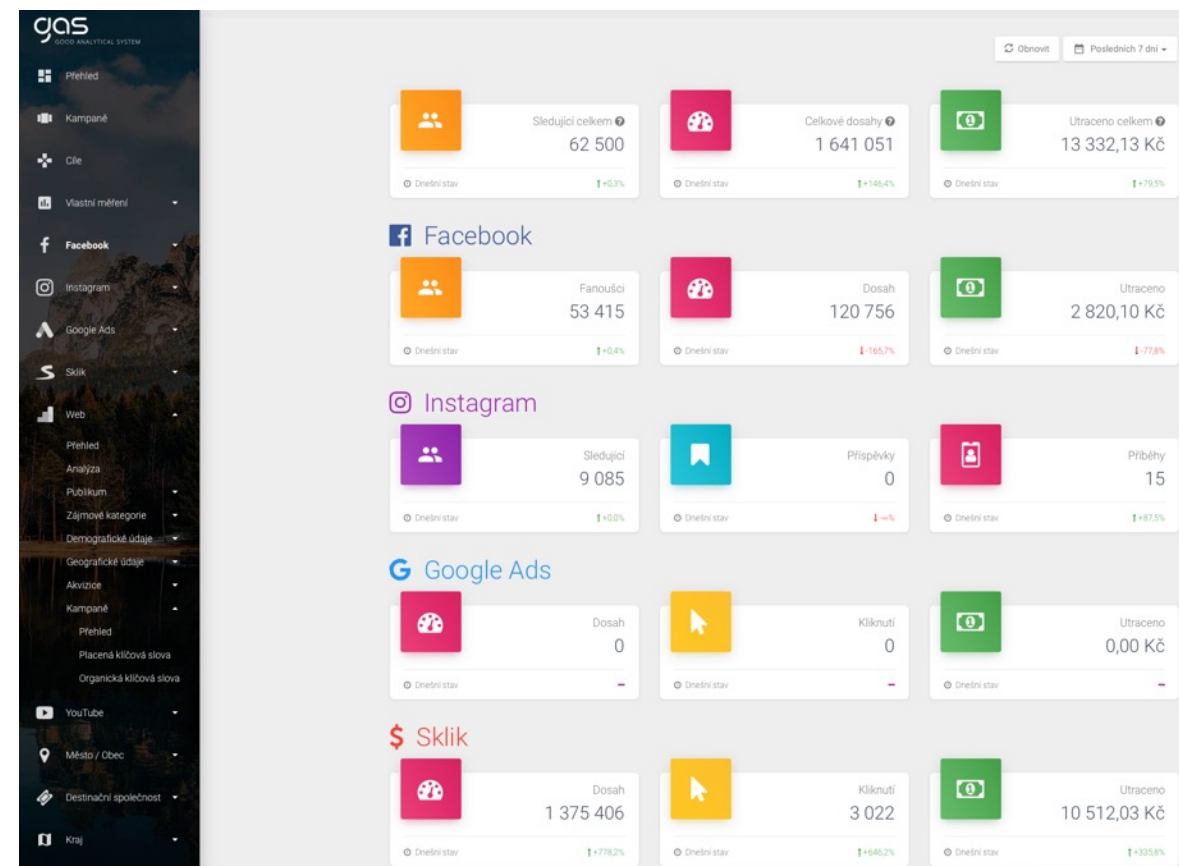 gas
GOOD ANALYTICAL SYSTEM
Přehled
Kampaně
Cíle
Vlastní měření
Facebook
Instagram
Google Ads
Sklik
Web
Přehled
Analýza
Publikum
Zájmové kategorie
Demografické údaje
Geografické údaje
Akvizice
Kampaně
Přehled
Placená klíčová slova
Organická klíčová slova
YouTube
Město / Obec
Destinační společnost
Kraj
Obnovit
Posledních 7 dní
Sledující celkem
62 500
Dnešní stav
+0,3%
Celkové dosahy
1 641 051
Dnešní stav
+146,4%
Utraceno celkem
13 332,13 Kč
Dnešní stav
+79,5%
Facebook
Fanoušci
53 415
Dnešní stav
+0,4%
Dosah
120 756
Dnešní stav
-165,7%
Utraceno
2 820,10 Kč
Dnešní stav
-77,8%
Instagram
Sledující
9 085
Dnešní stav
+0,0%
Příspěvky
0
Dnešní stav
-∞%
Příběhy
15
Dnešní stav
+87,5%
Google Ads
Dosah
0
Dnešní stav
–
Kliknutí
0
Dnešní stav
–
Utraceno
0,00 Kč
Dnešní stav
–
Sklik
Dosah
1 375 406
Dnešní stav
+778,2%
Kliknutí
3 022
Dnešní stav
+646,2%
Utraceno
10 512,03 Kč
Dnešní stav
+335,8%